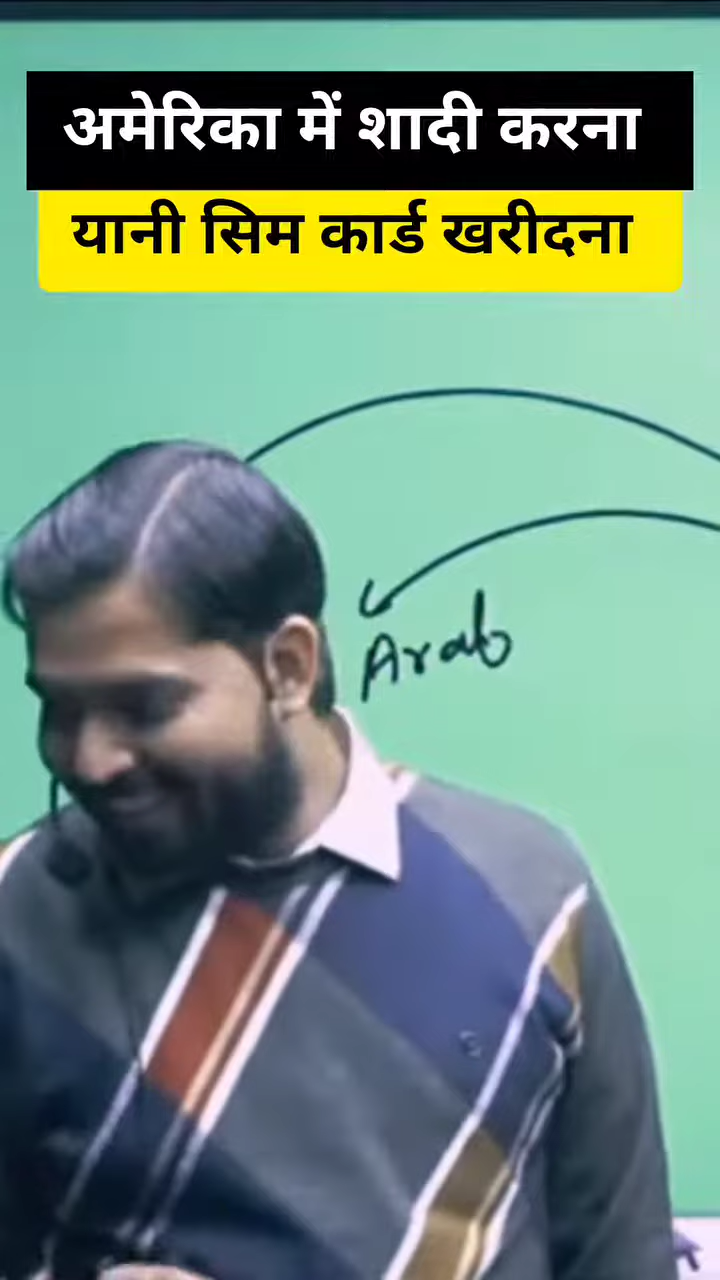 अमेरिका में शादी करना
यानी सिम कार्ड खरीदना
Arab